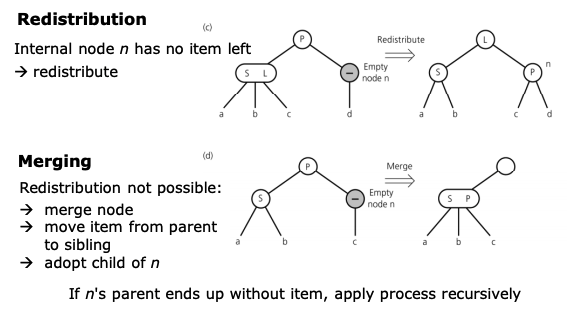 Redistribution
Internal node n has no item left
→ redistribute
(c)
P
S L
–
Empty
node n
a b c d
Redistribute
L
S
P
n
a b c d
Merging
Redistribution not possible:
→ merge node
→ move item from parent
to sibling
→ adopt child of n
(d)
P
S
–
Empty
node n
a b c
Merge
S P
a b c
If n's parent ends up without item, apply process recursively